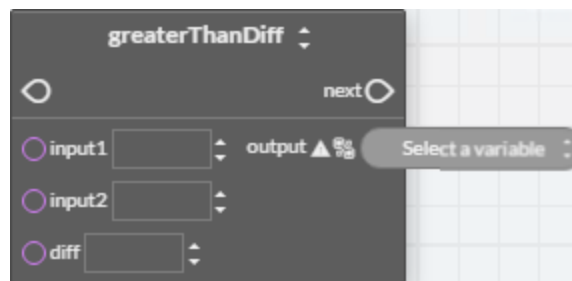 greaterThanDiff
next
input1 output Select a variable
input2
diff